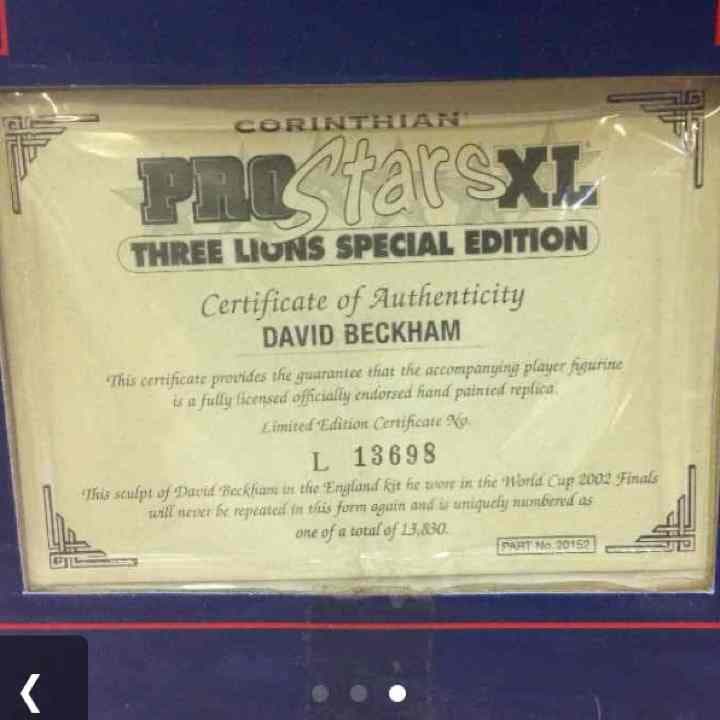 CORINTHIAN
PROStarsXL
THREE LIONS SPECIAL EDITION
Certificate of Authenticity
DAVID BECKHAM
This certificate provides the guarantee that the accompanying player figurine
is a fully licensed officially endorsed hand painted replica.
Limited Edition Certificate No.
L 13698
This sculpt of David Beckham in the England kit he wore in the World Cup 2002 Finals
will never be repeated in this form again and is uniquely numbered as
one of a total of 13,830.
PART No. 20152